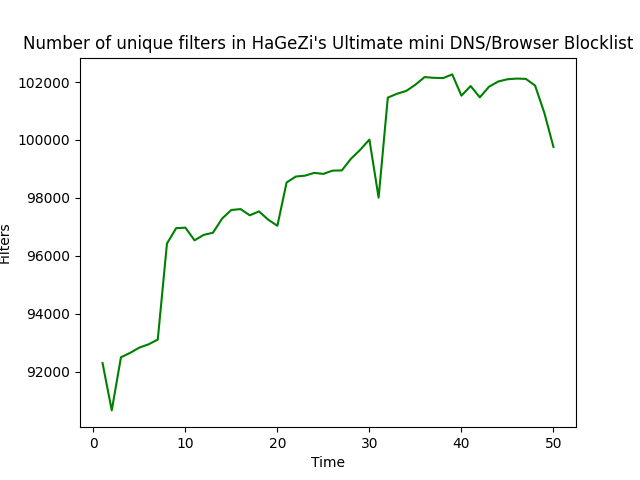 Number of unique filters in HaGeZi's Ultimate mini DNS/Browser Blocklist
102000
100000
98000
96000
94000
92000
Filters
0 10 20 30 40 50
Time